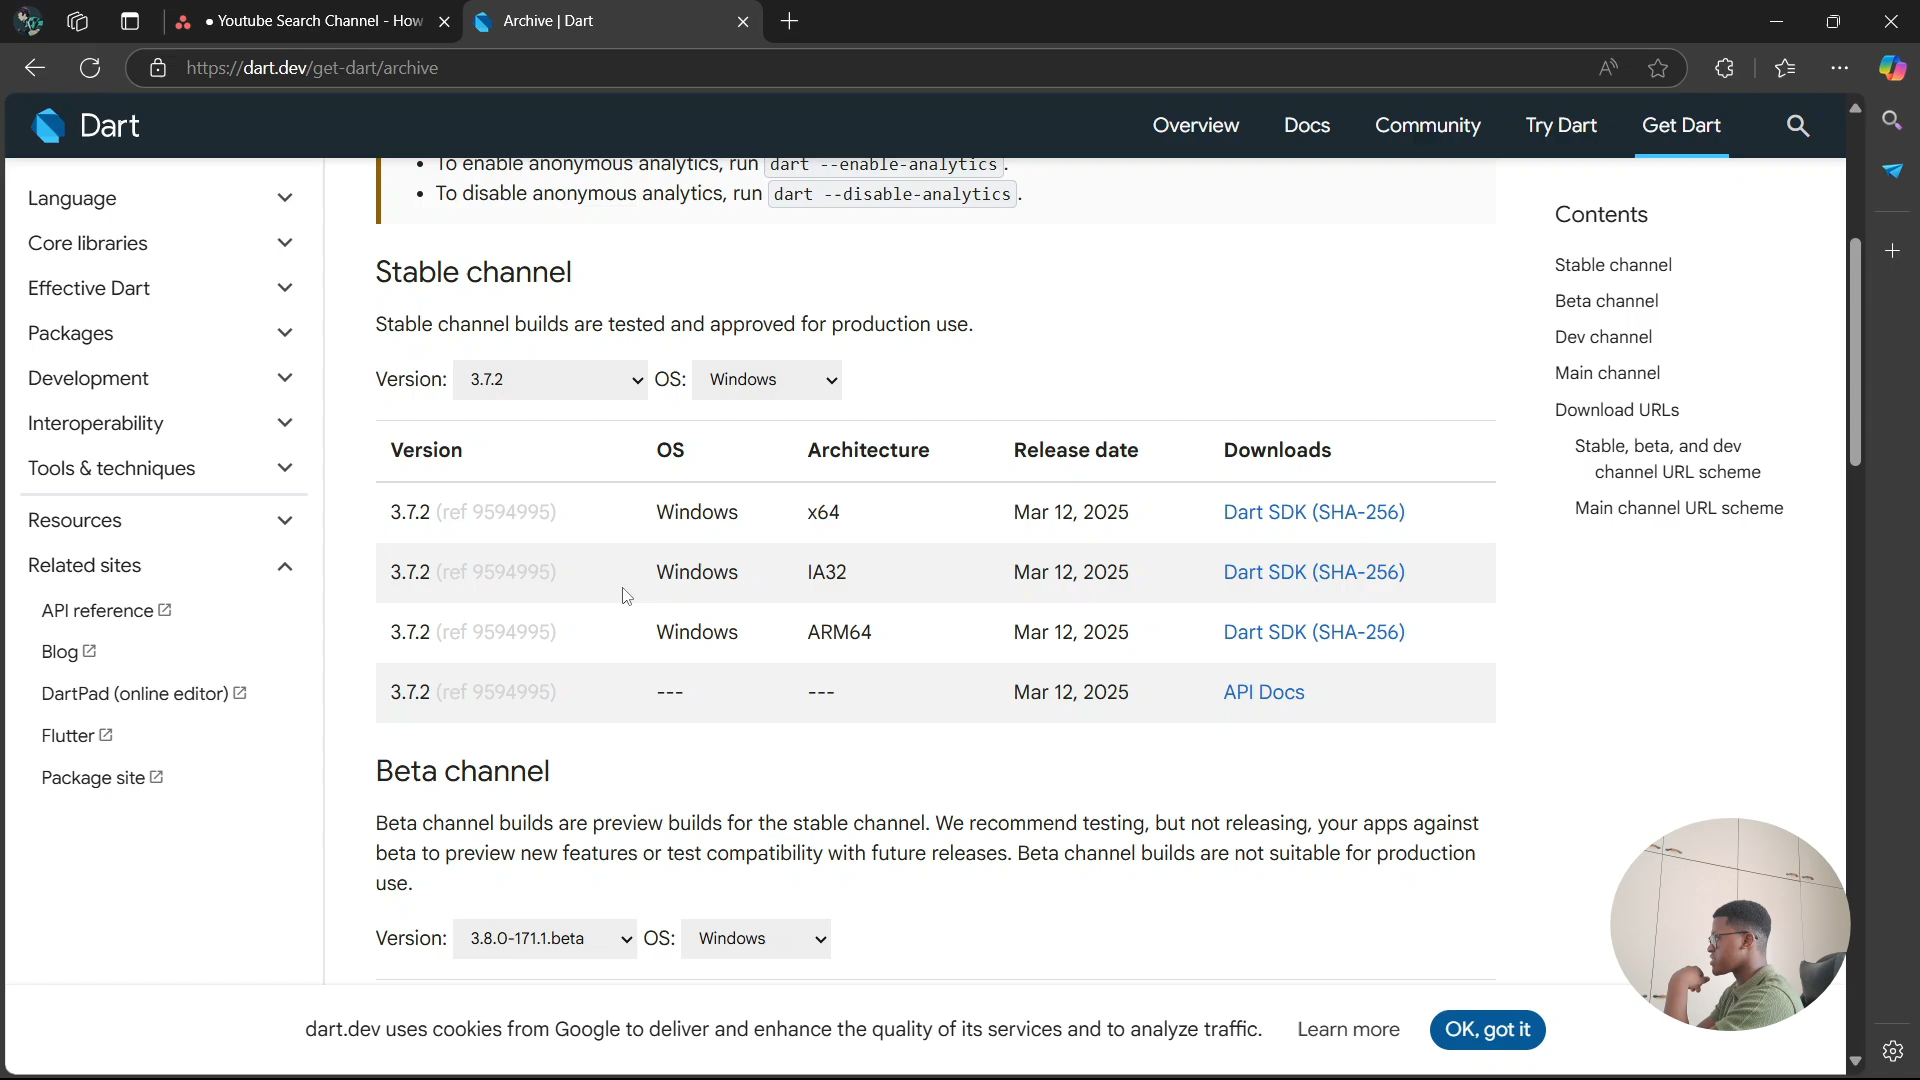 • Youtube Search Channel - How
Archive | Dart
https://dart.dev/get-dart/archive
Dart
Overview
Docs
Community
Try Dart
Get Dart
Language
Core libraries
Effective Dart
Packages
Development
Interoperability
Tools & techniques
Resources
Related sites
API reference
Blog
DartPad (online editor)
Flutter
Package site
• To enable anonymous analytics, run dart --enable-analytics.
• To disable anonymous analytics, run dart --disable-analytics.
Stable channel
Stable channel builds are tested and approved for production use.
Version: 3.7.2 OS: Windows
Version OS Architecture Release date Downloads
3.7.2 (ref 9594995) Windows x64 Mar 12, 2025 Dart SDK (SHA-256)
3.7.2 (ref 9594995) Windows IA32 Mar 12, 2025 Dart SDK (SHA-256)
3.7.2 (ref 9594995) Windows ARM64 Mar 12, 2025 Dart SDK (SHA-256)
3.7.2 (ref 9594995) --- --- Mar 12, 2025 API Docs
Beta channel
Beta channel builds are preview builds for the stable channel. We recommend testing, but not releasing, your apps against
beta to preview new features or test compatibility with future releases. Beta channel builds are not suitable for production
use.
Version: 3.8.0-171.1.beta OS: Windows
Contents
Stable channel
Beta channel
Dev channel
Main channel
Download URLs
Stable, beta, and dev
channel URL scheme
Main channel URL scheme
dart.dev uses cookies from Google to deliver and enhance the quality of its services and to analyze traffic.
Learn more
OK, got it